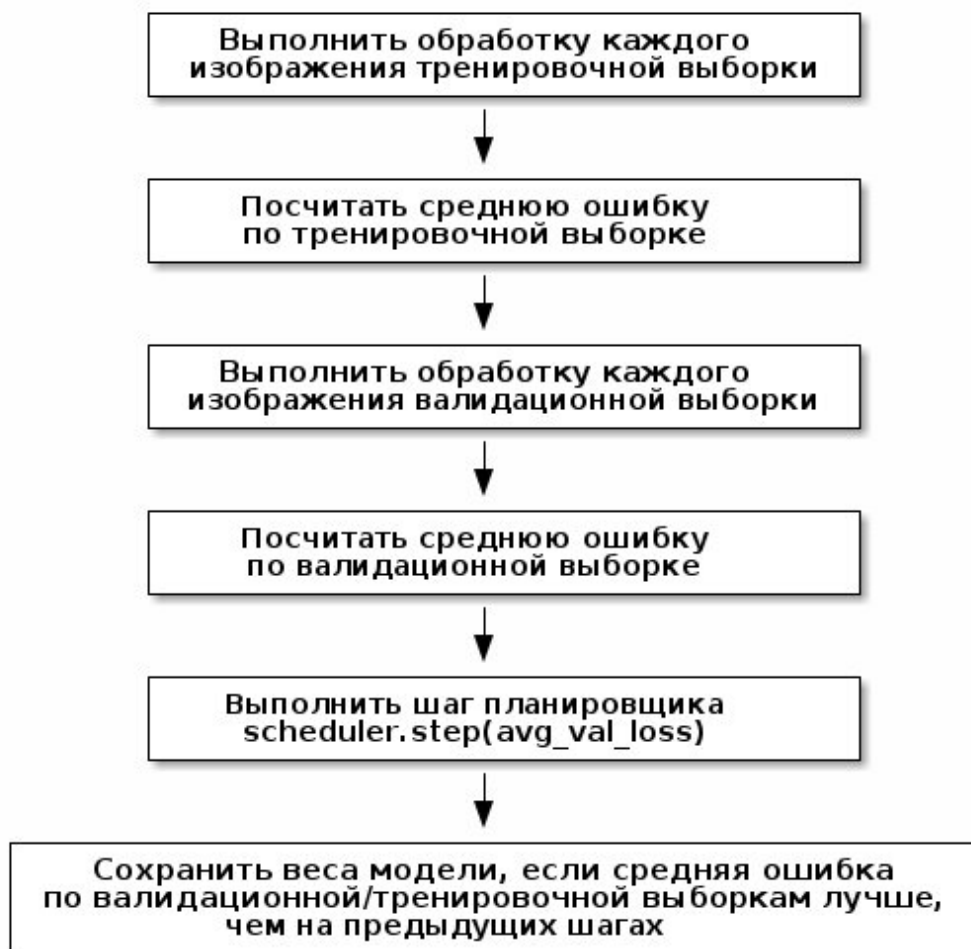 Выполнить обработку каждого
изображения тренировочной выборки
Посчитать среднюю ошибку
по тренировочной выборке
Выполнить обработку каждого
изображения валидационной выборки
Посчитать среднюю ошибку
по валидационной выборке
Выполнить шаг планировщика
scheduler.step(avg_val_loss)
Сохранить веса модели, если средняя ошибка
по валидационной/тренировочной выборкам лучше,
чем на предыдущих шагах